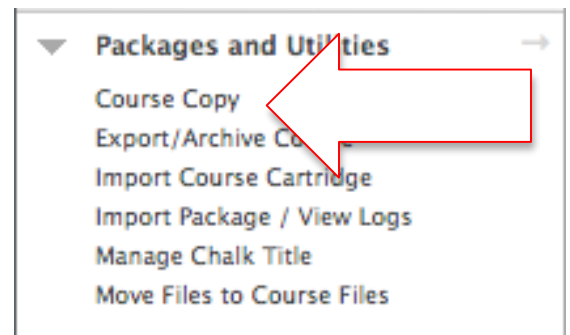 Packages and Utilities
Course Copy
Export/Archive Course
Import Course Cartridge
Import Package / View Logs
Manage Chalk Title
Move Files to Course Files